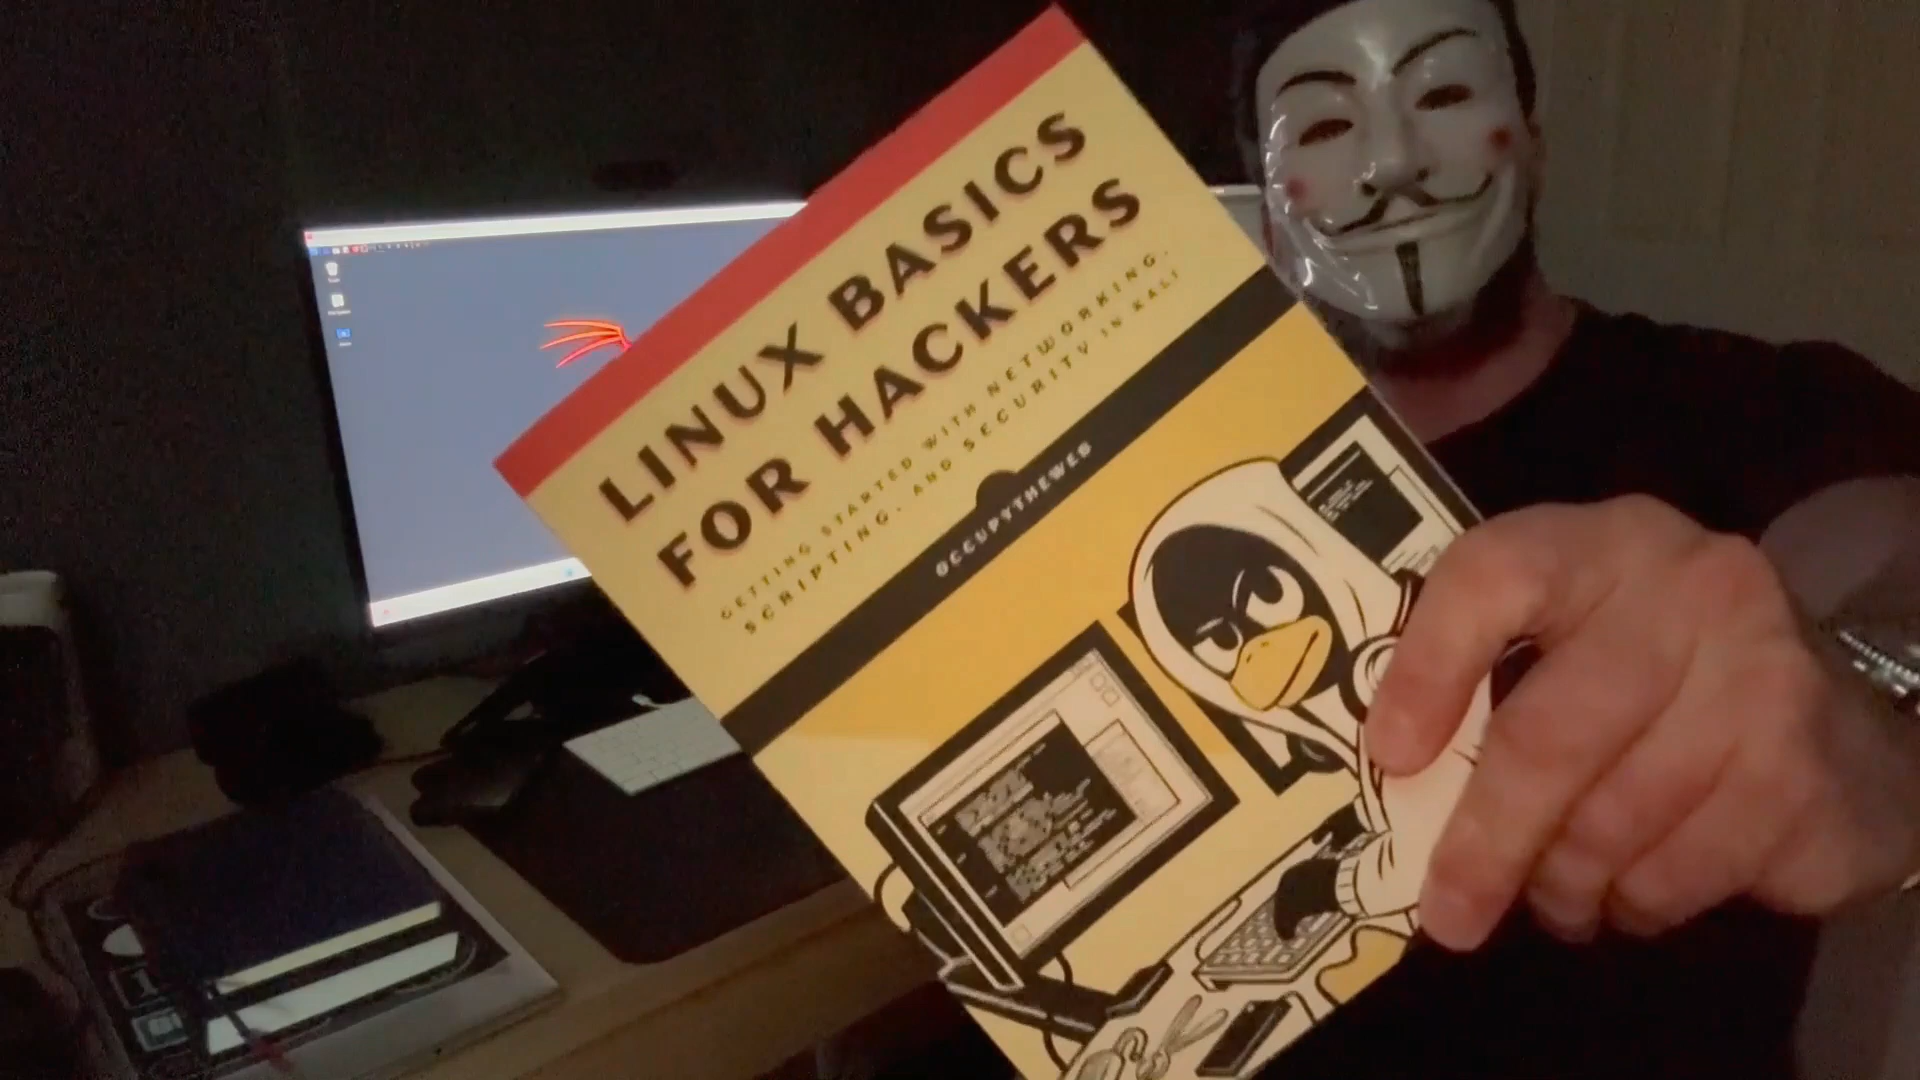 LINUX BASICS
FOR HACKERS
GETTING STARTED WITH NETWORKING,
SCRIPTING, AND SECURITY IN KALI
OCCUPYTHEWEB